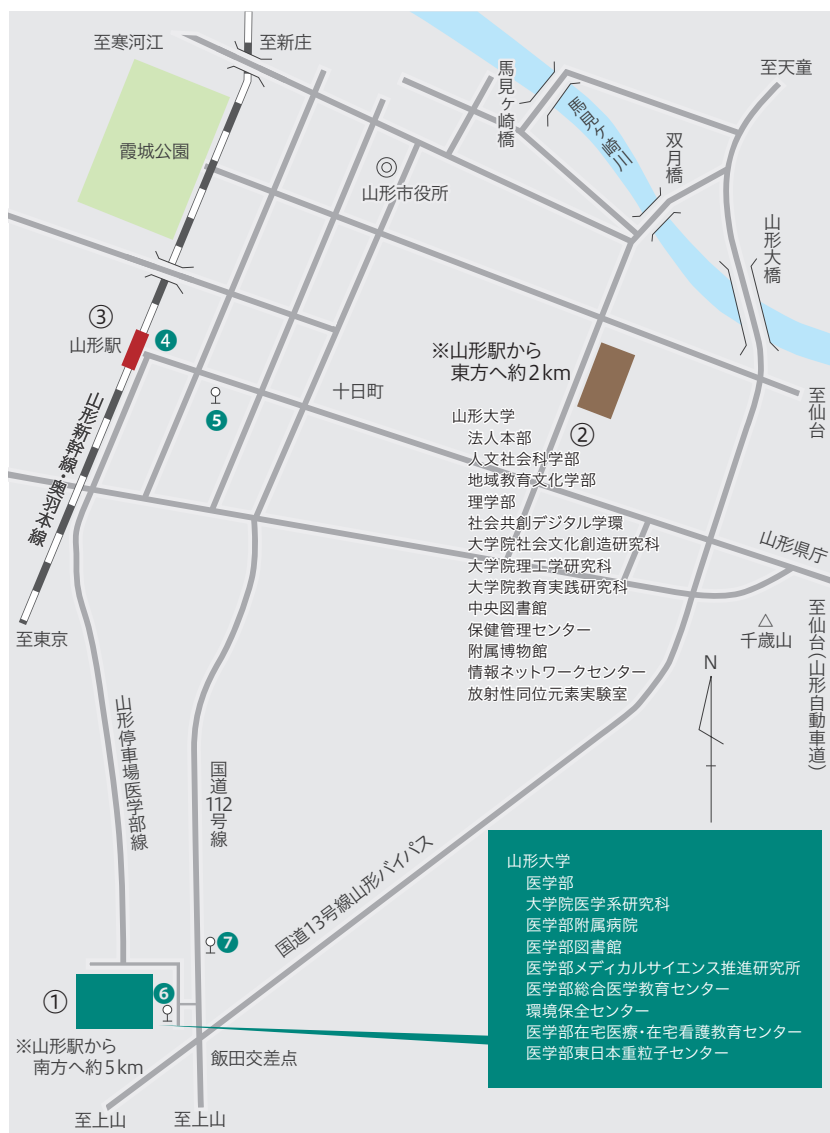 至寒河江
至新庄
馬見ヶ崎橋
至天童
馬見ヶ崎川
双月橋
霞城公園
◎
山形市役所
山形大橋
③
山形駅
4
※山形駅から
東方へ約2km
5
十日町
至仙台
②
山形大学
法人本部
人文社会科学部
地域教育文化学部
理学部
社会共創デジタル学環
大学院社会文化創造研究科
大学院理工学研究科
大学院教育実践研究科
中央図書館
保健管理センター
附属博物館
情報ネットワークセンター
放射性同位元素実験室
山形新幹線・奥羽本線
山形県庁
至東京
△
千歳山
至仙台(山形自動車道)
N
山形停車場医学部線
国道112号線
国道13号線山形バイパス
7
①
6
※山形駅から
南方へ約5km
飯田交差点
至上山
至上山
山形大学
医学部
大学院医学系研究科
医学部附属病院
医学部図書館
医学部メディカルサイエンス推進研究所
医学部総合医学教育センター
環境保全センター
医学部在宅医療・在宅看護教育センター
医学部東日本重粒子センター